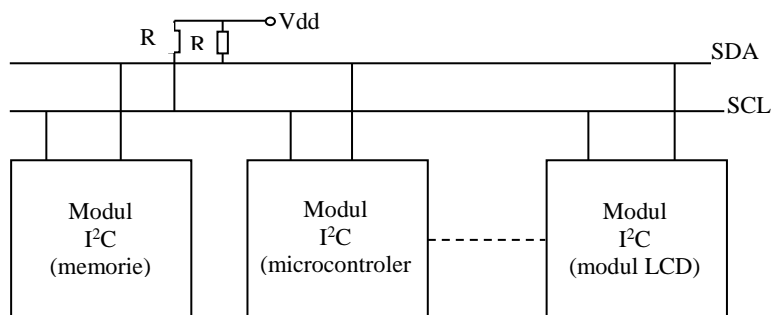 Vdd
R
R
SDA
SCL
Modul
I²C
(memorie)
Modul
I²C
(microcontroler
Modul
I²C
(modul LCD)